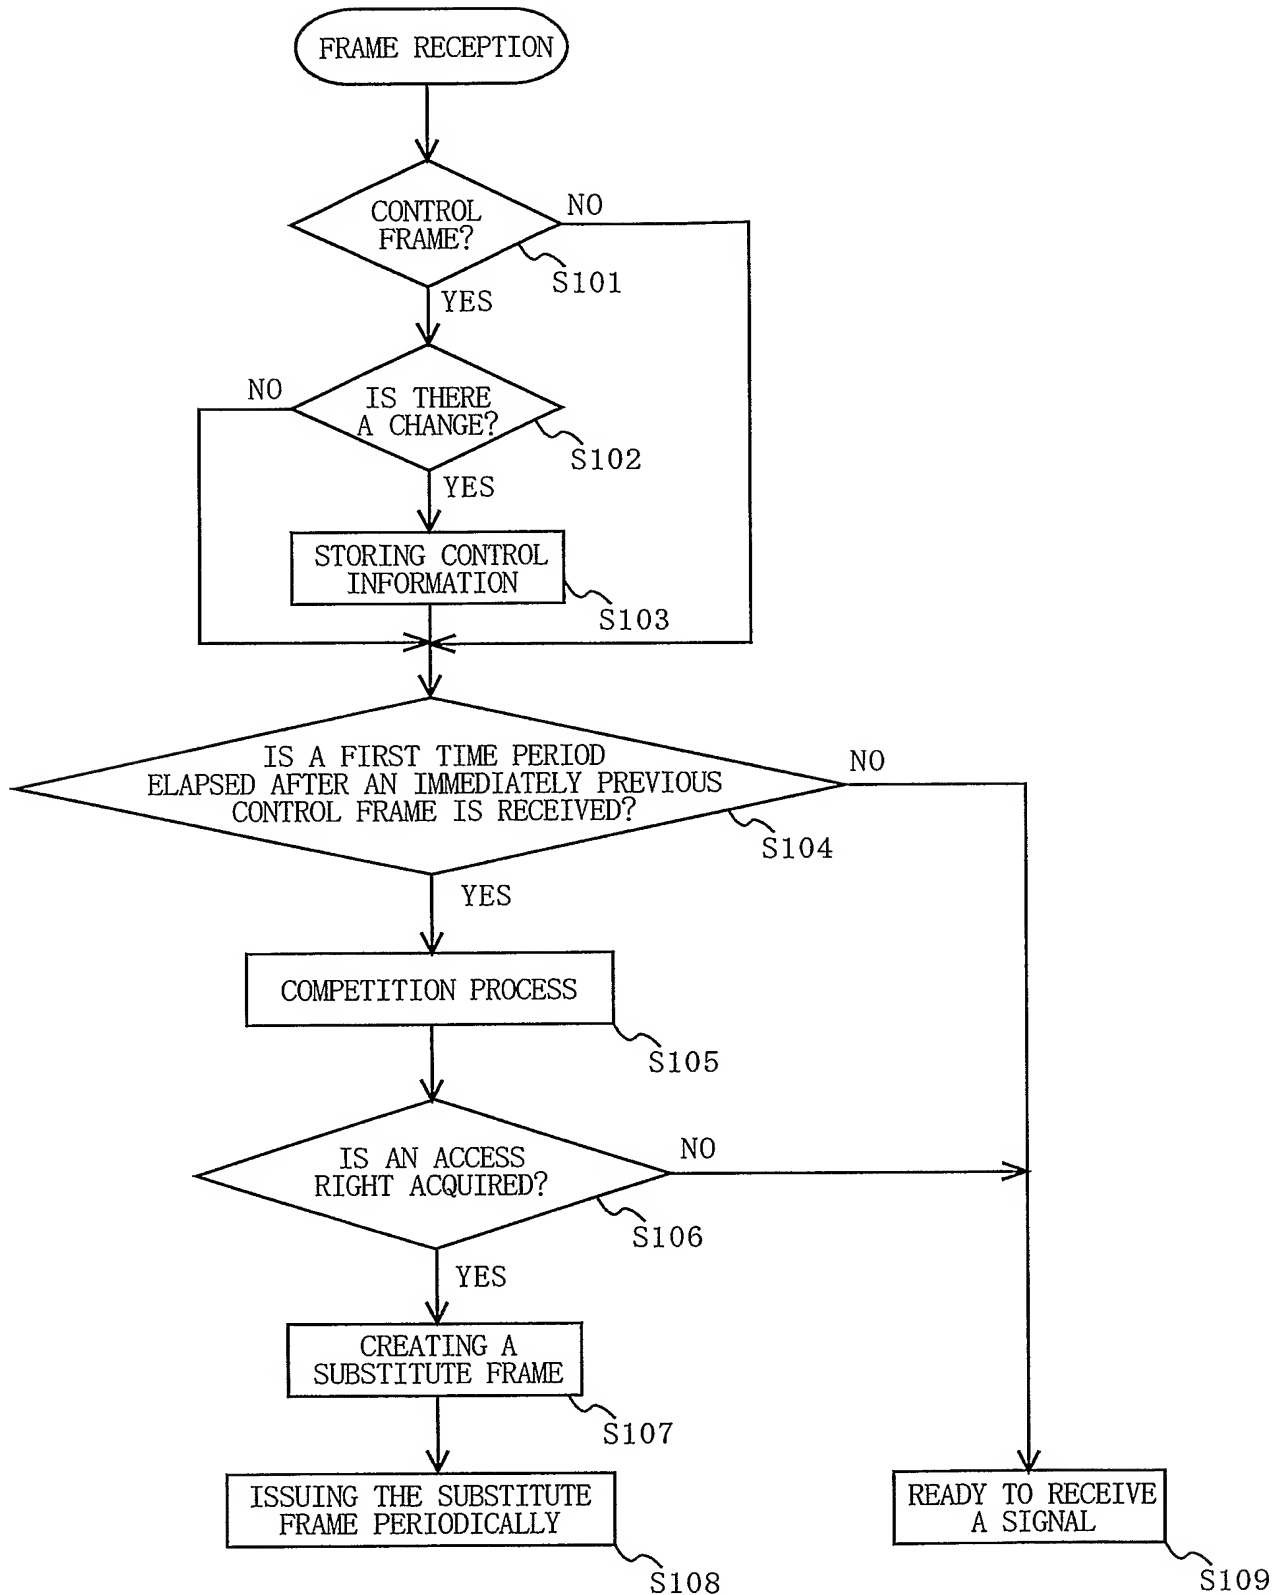 FRAME RECEPTION
CONTROL
FRAME?
NO
S101
YES
IS THERE
A CHANGE?
NO
S102
YES
STORING CONTROL
INFORMATION
S103
IS A FIRST TIME PERIOD
ELAPSED AFTER AN IMMEDIATELY PREVIOUS
CONTROL FRAME IS RECEIVED?
NO
S104
YES
COMPETITION PROCESS
S105
IS AN ACCESS
RIGHT ACQUIRED?
NO
S106
YES
CREATING A
SUBSTITUTE FRAME
S107
ISSUING THE SUBSTITUTE
FRAME PERIODICALLY
S108
READY TO RECEIVE
A SIGNAL
S109